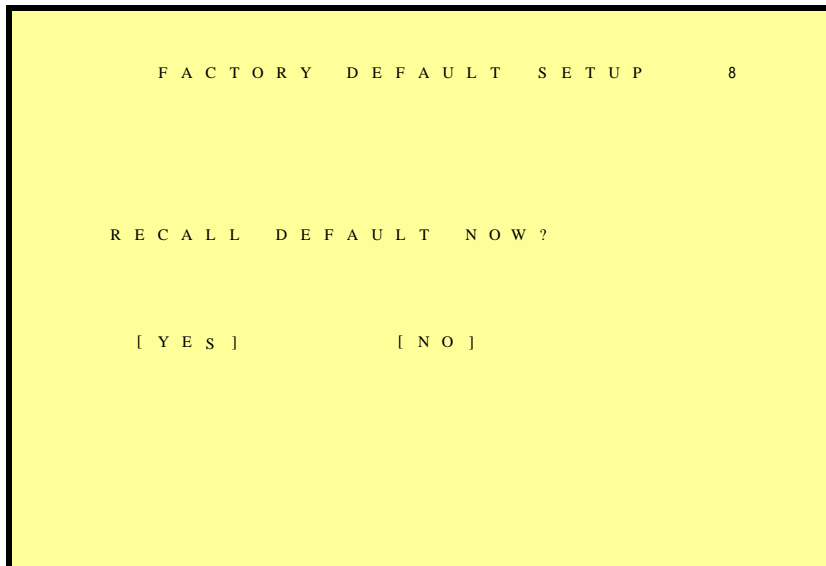 FACTORY DEFAULT SETUP 8
RECALL DEFAULT NOW?
[YES] [NO]